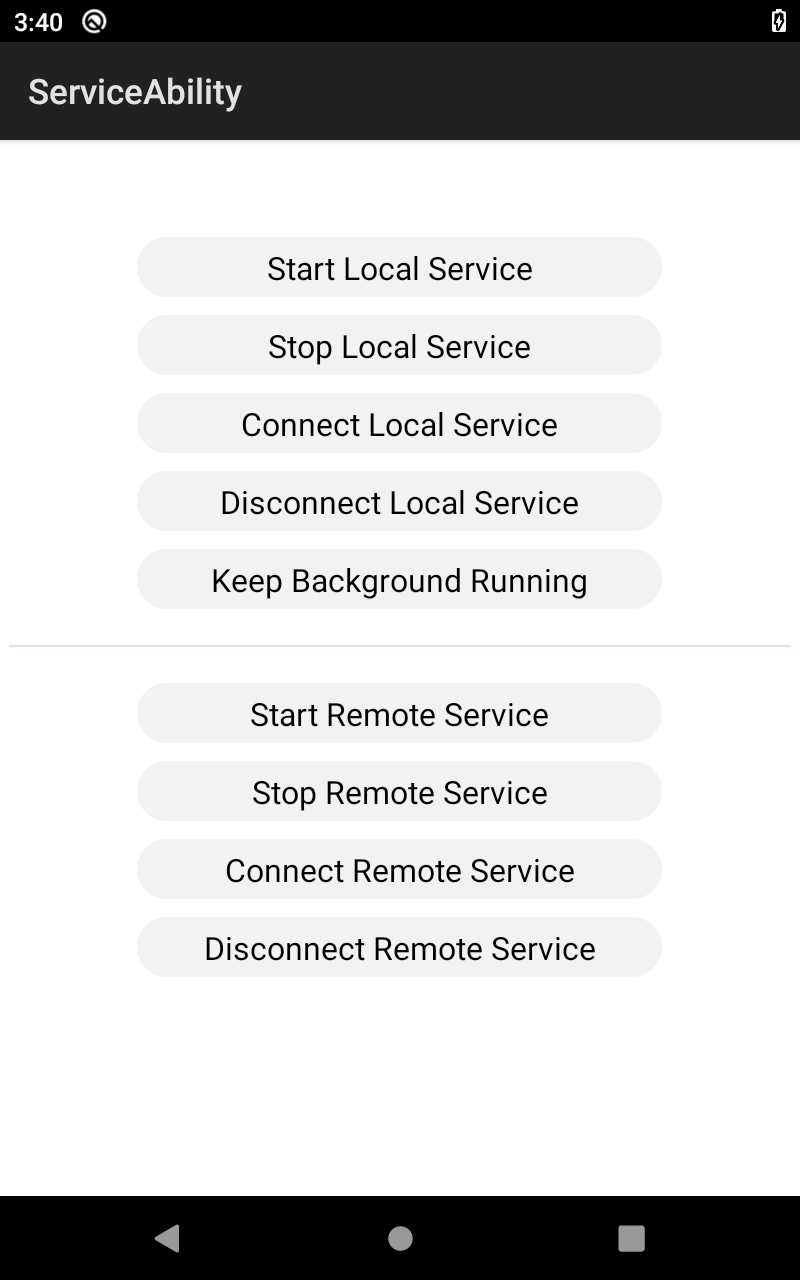 3:40
ServiceAbility
Start Local Service
Stop Local Service
Connect Local Service
Disconnect Local Service
Keep Background Running
Start Remote Service
Stop Remote Service
Connect Remote Service
Disconnect Remote Service